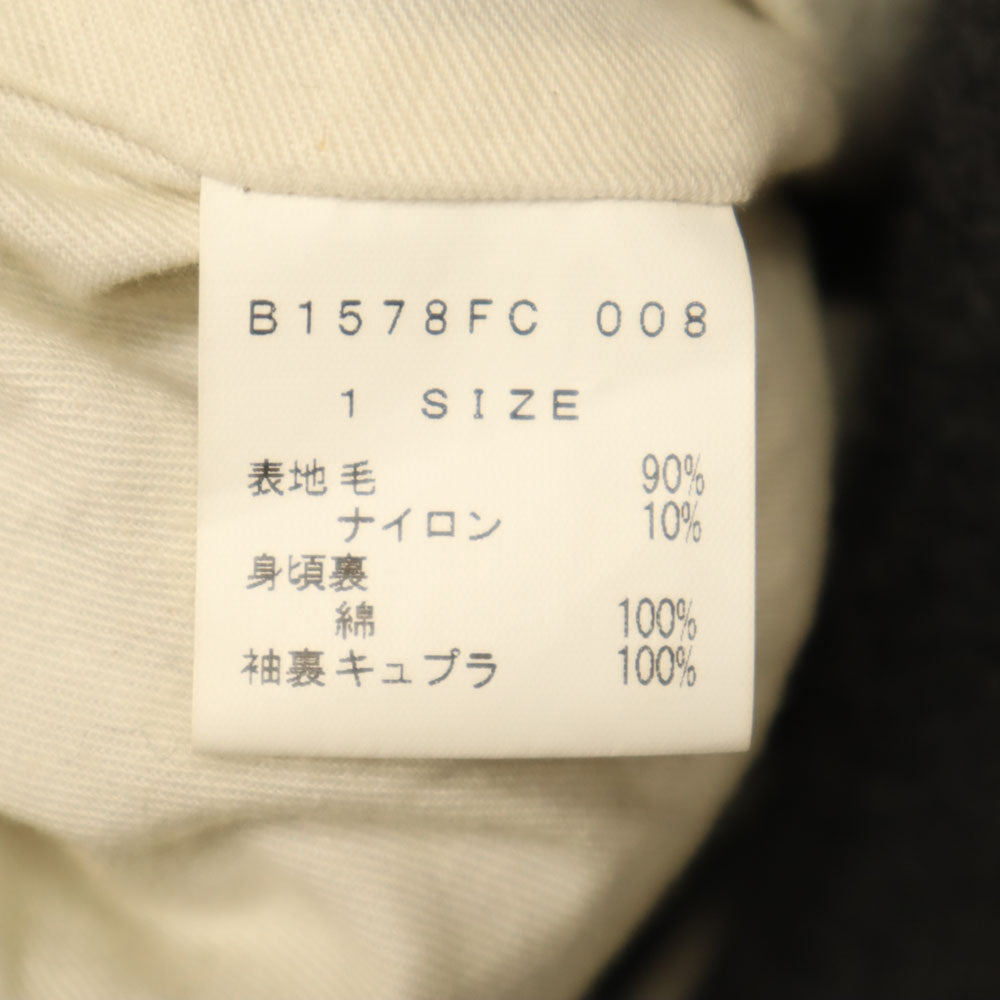 B1578FC 008
1 SIZE
表地 毛 90%
ナイロン 10%
身頃裏
綿 100%
袖裏 キュプラ 100%